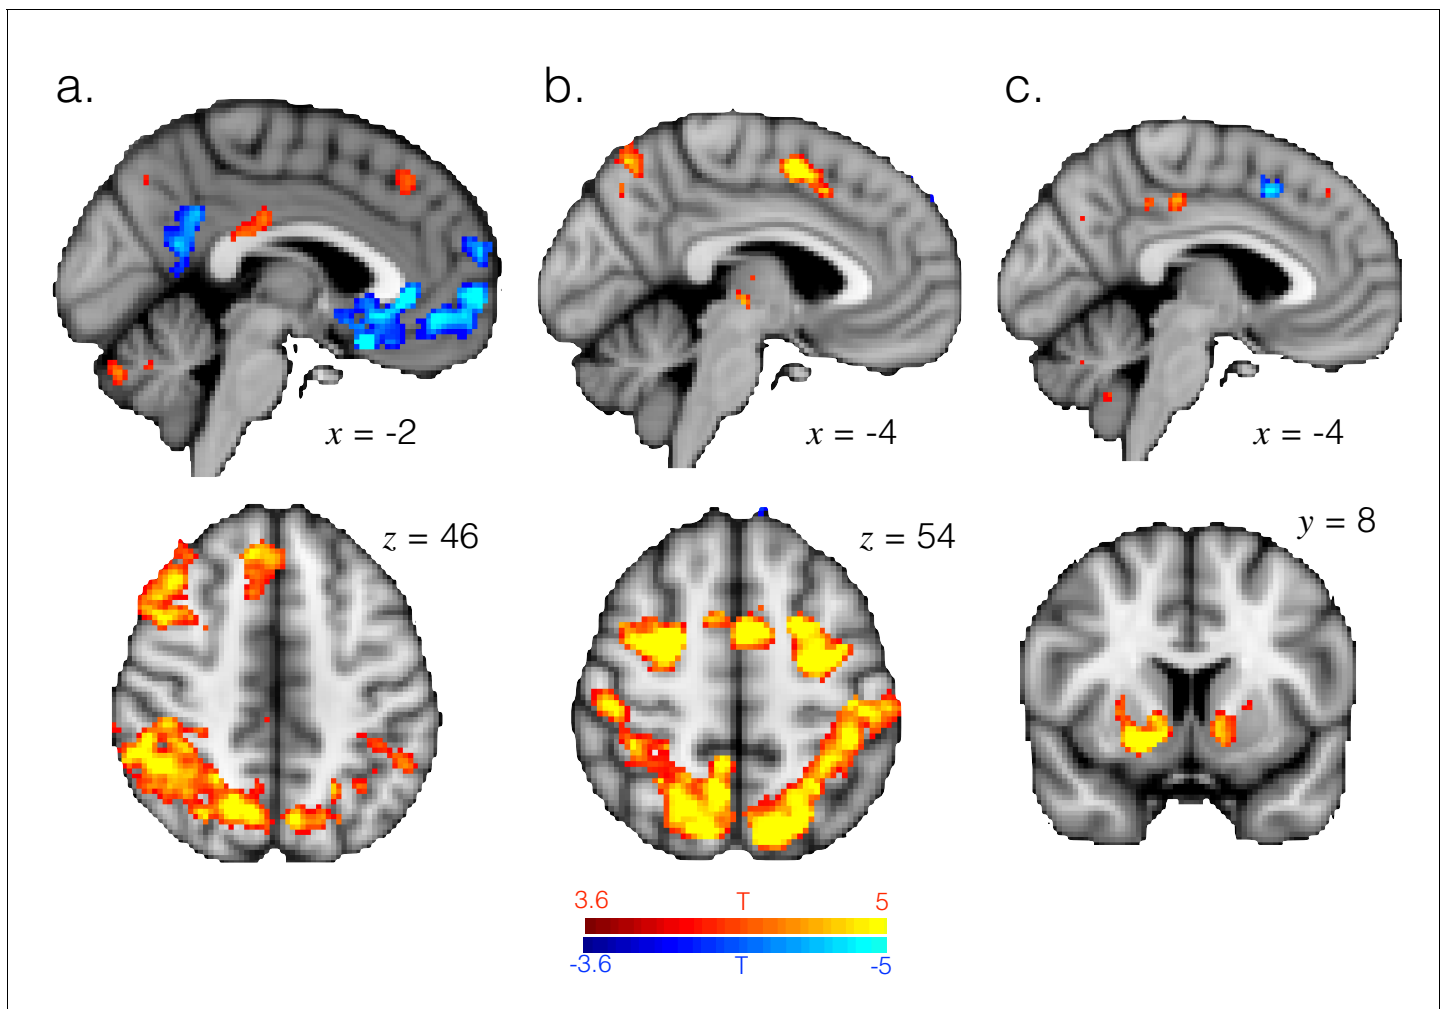 a.
b.
c.
x = -2
x = -4
x = -4
z = 46
z = 54
y = 8
3.6 T 5
-3.6 T -5